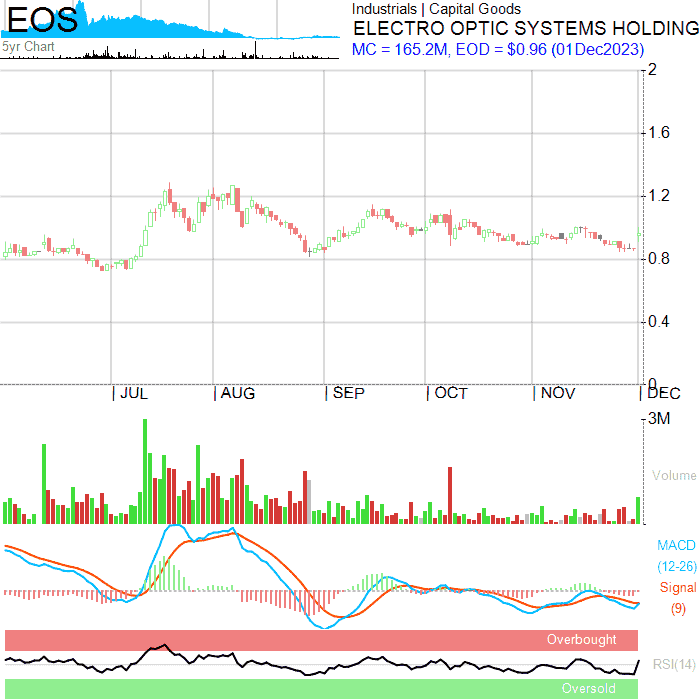 EOS
5yr Chart
Industrials | Capital Goods
ELECTRO OPTIC SYSTEMS HOLDING
MC = 165.2M, EOD = $0.96 (01Dec2023)
2
1.6
1.2
0.8
0.4
0
JUL
AUG
SEP
OCT
NOV
DEC
3M
Volume
MACD
(12-26)
Signal
(9)
Overbought
RSI(14)
Oversold